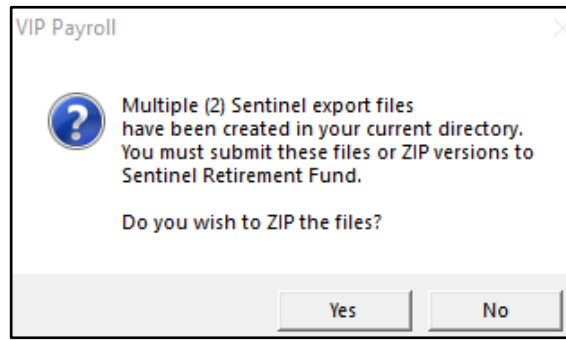 VIP Payroll
Multiple (2) Sentinel export files
have been created in your current directory.
You must submit these files or ZIP versions to
Sentinel Retirement Fund.
Do you wish to ZIP the files?
Yes
No